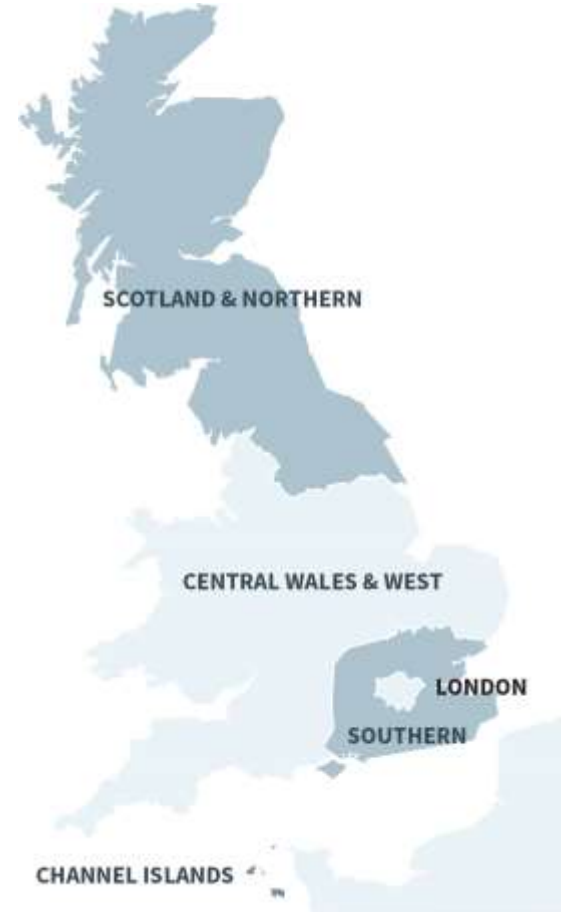 SCOTLAND & NORTHERN
CENTRAL WALES & WEST
LONDON
SOUTHERN
CHANNEL ISLANDS